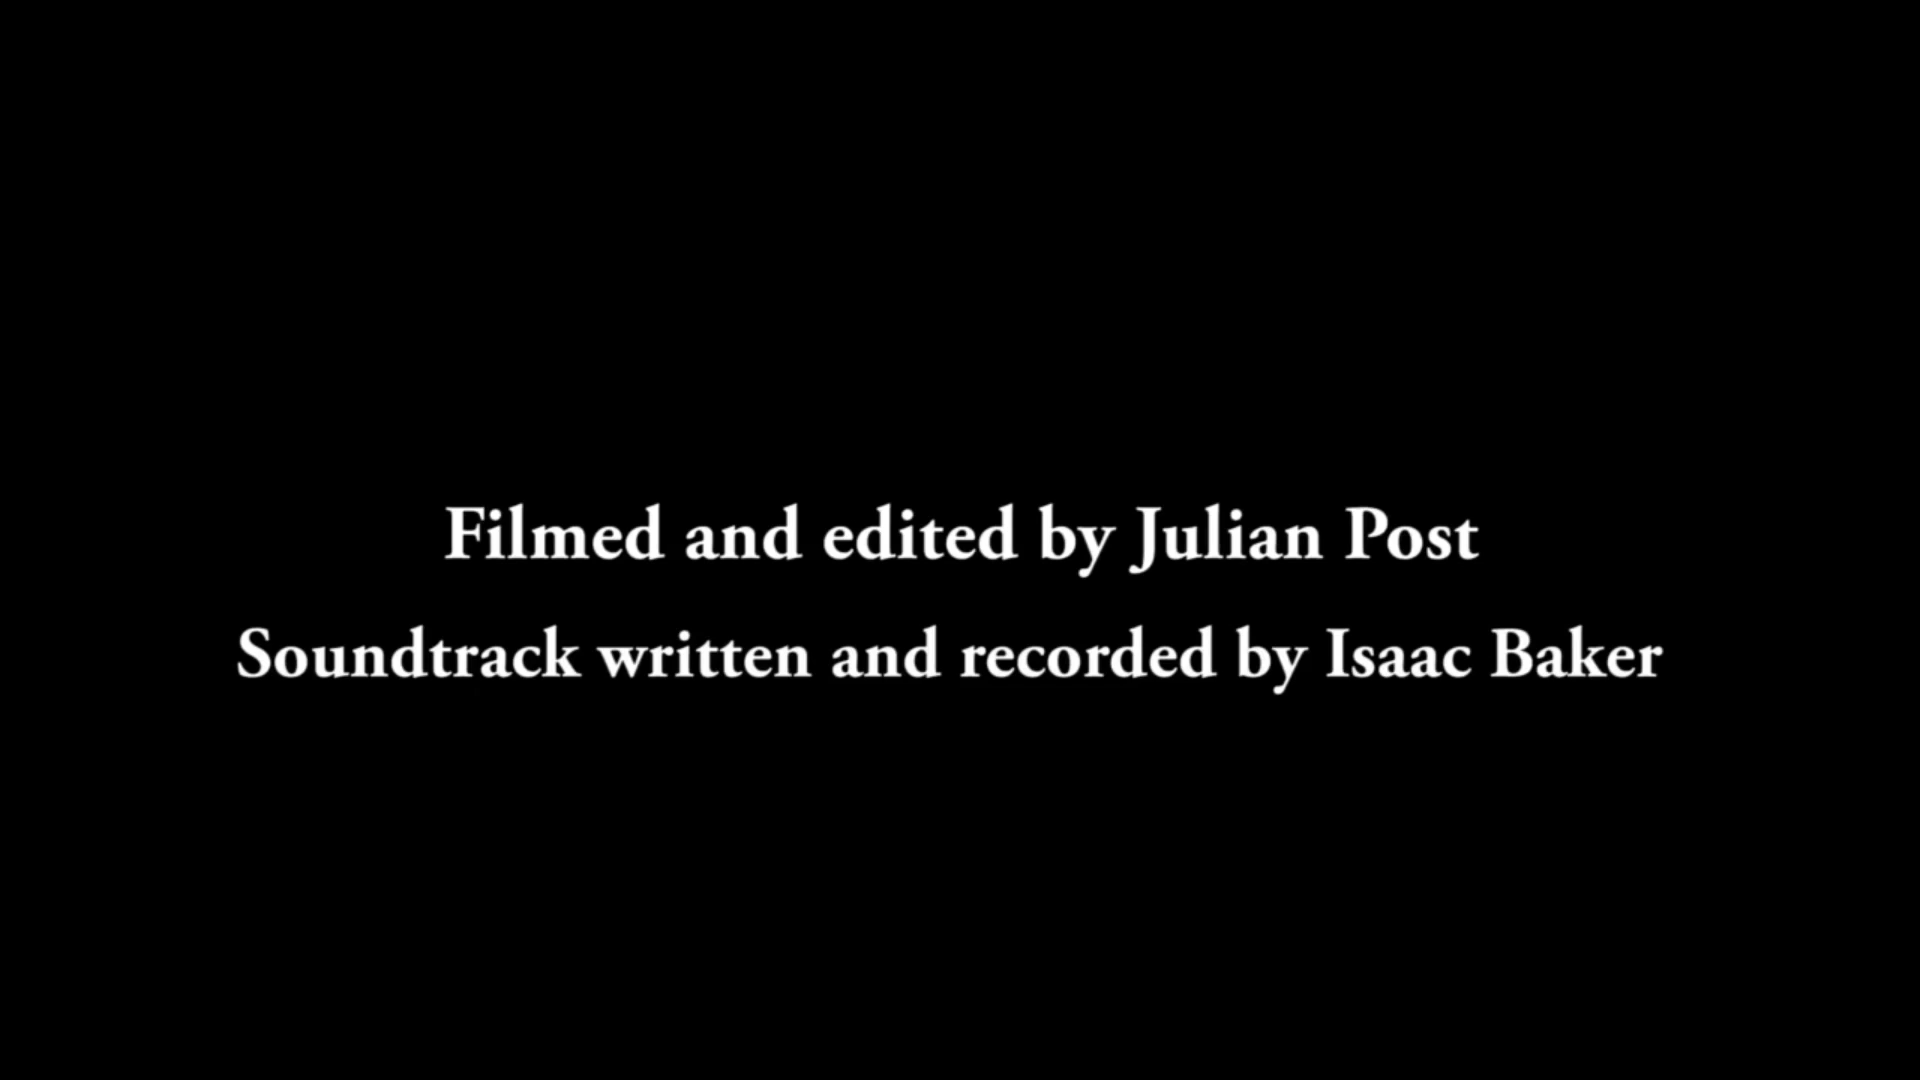 Filmed and edited by Julian Post
Soundtrack written and recorded by Isaac Baker